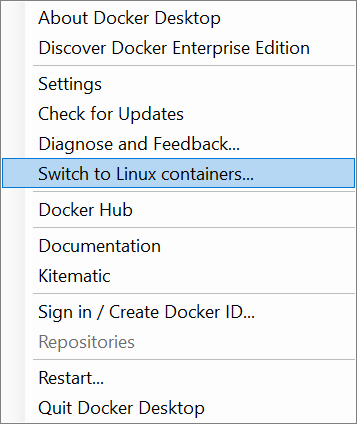 About Docker Desktop
Discover Docker Enterprise Edition
Settings
Check for Updates
Diagnose and Feedback...
Switch to Linux containers...
Docker Hub
Documentation
Kitematic
Sign in / Create Docker ID...
Repositories
Restart...
Quit Docker Desktop